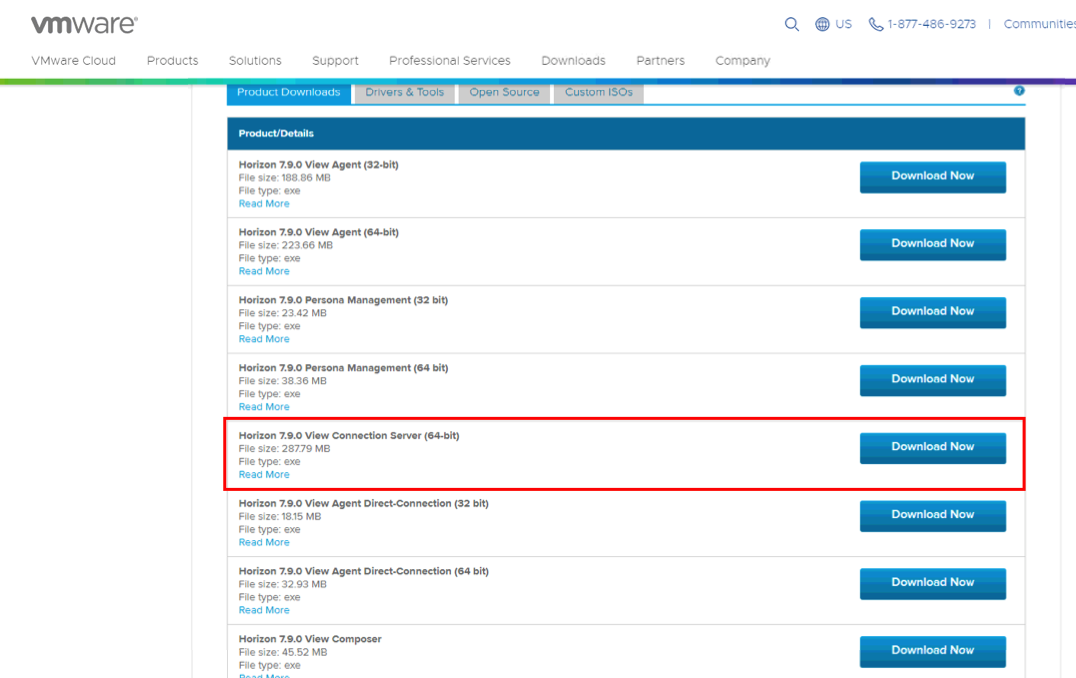 vmware®
US
1-877-486-9273 | Communities
VMware Cloud Products Solutions Support Professional Services Downloads Partners Company
Product Downloads Drivers & Tools Open Source Custom ISOs ?
Product/Details
Horizon 7.9.0 View Agent (32-bit)
File size: 188.86 MB
File type: exe
Read More
Download Now
Horizon 7.9.0 View Agent (64-bit)
File size: 223.66 MB
File type: exe
Read More
Download Now
Horizon 7.9.0 Persona Management (32 bit)
File size: 23.42 MB
File type: exe
Read More
Download Now
Horizon 7.9.0 Persona Management (64 bit)
File size: 38.36 MB
File type: exe
Read More
Download Now
Horizon 7.9.0 View Connection Server (64-bit)
File size: 287.79 MB
File type: exe
Read More
Download Now
Horizon 7.9.0 View Agent Direct-Connection (32 bit)
File size: 18.15 MB
File type: exe
Read More
Download Now
Horizon 7.9.0 View Agent Direct-Connection (64 bit)
File size: 32.93 MB
File type: exe
Read More
Download Now
Horizon 7.9.0 View Composer
File size: 45.52 MB
File type: exe
Read More
Download Now